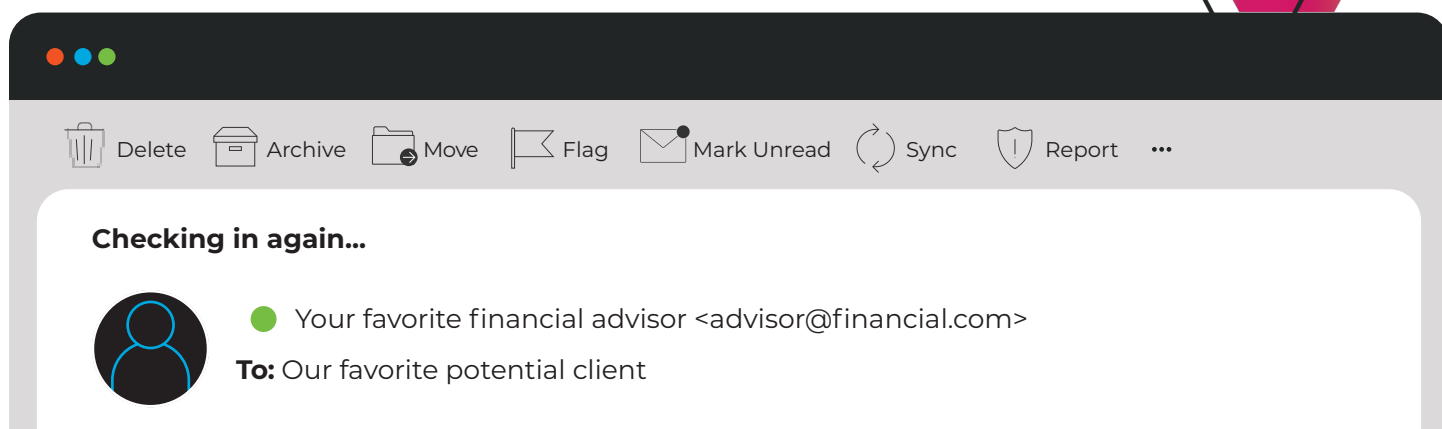 Delete Archive Move Flag Mark Unread Sync Report ...
Checking in again...
Your favorite financial advisor <advisor@financial.com>
To: Our favorite potential client